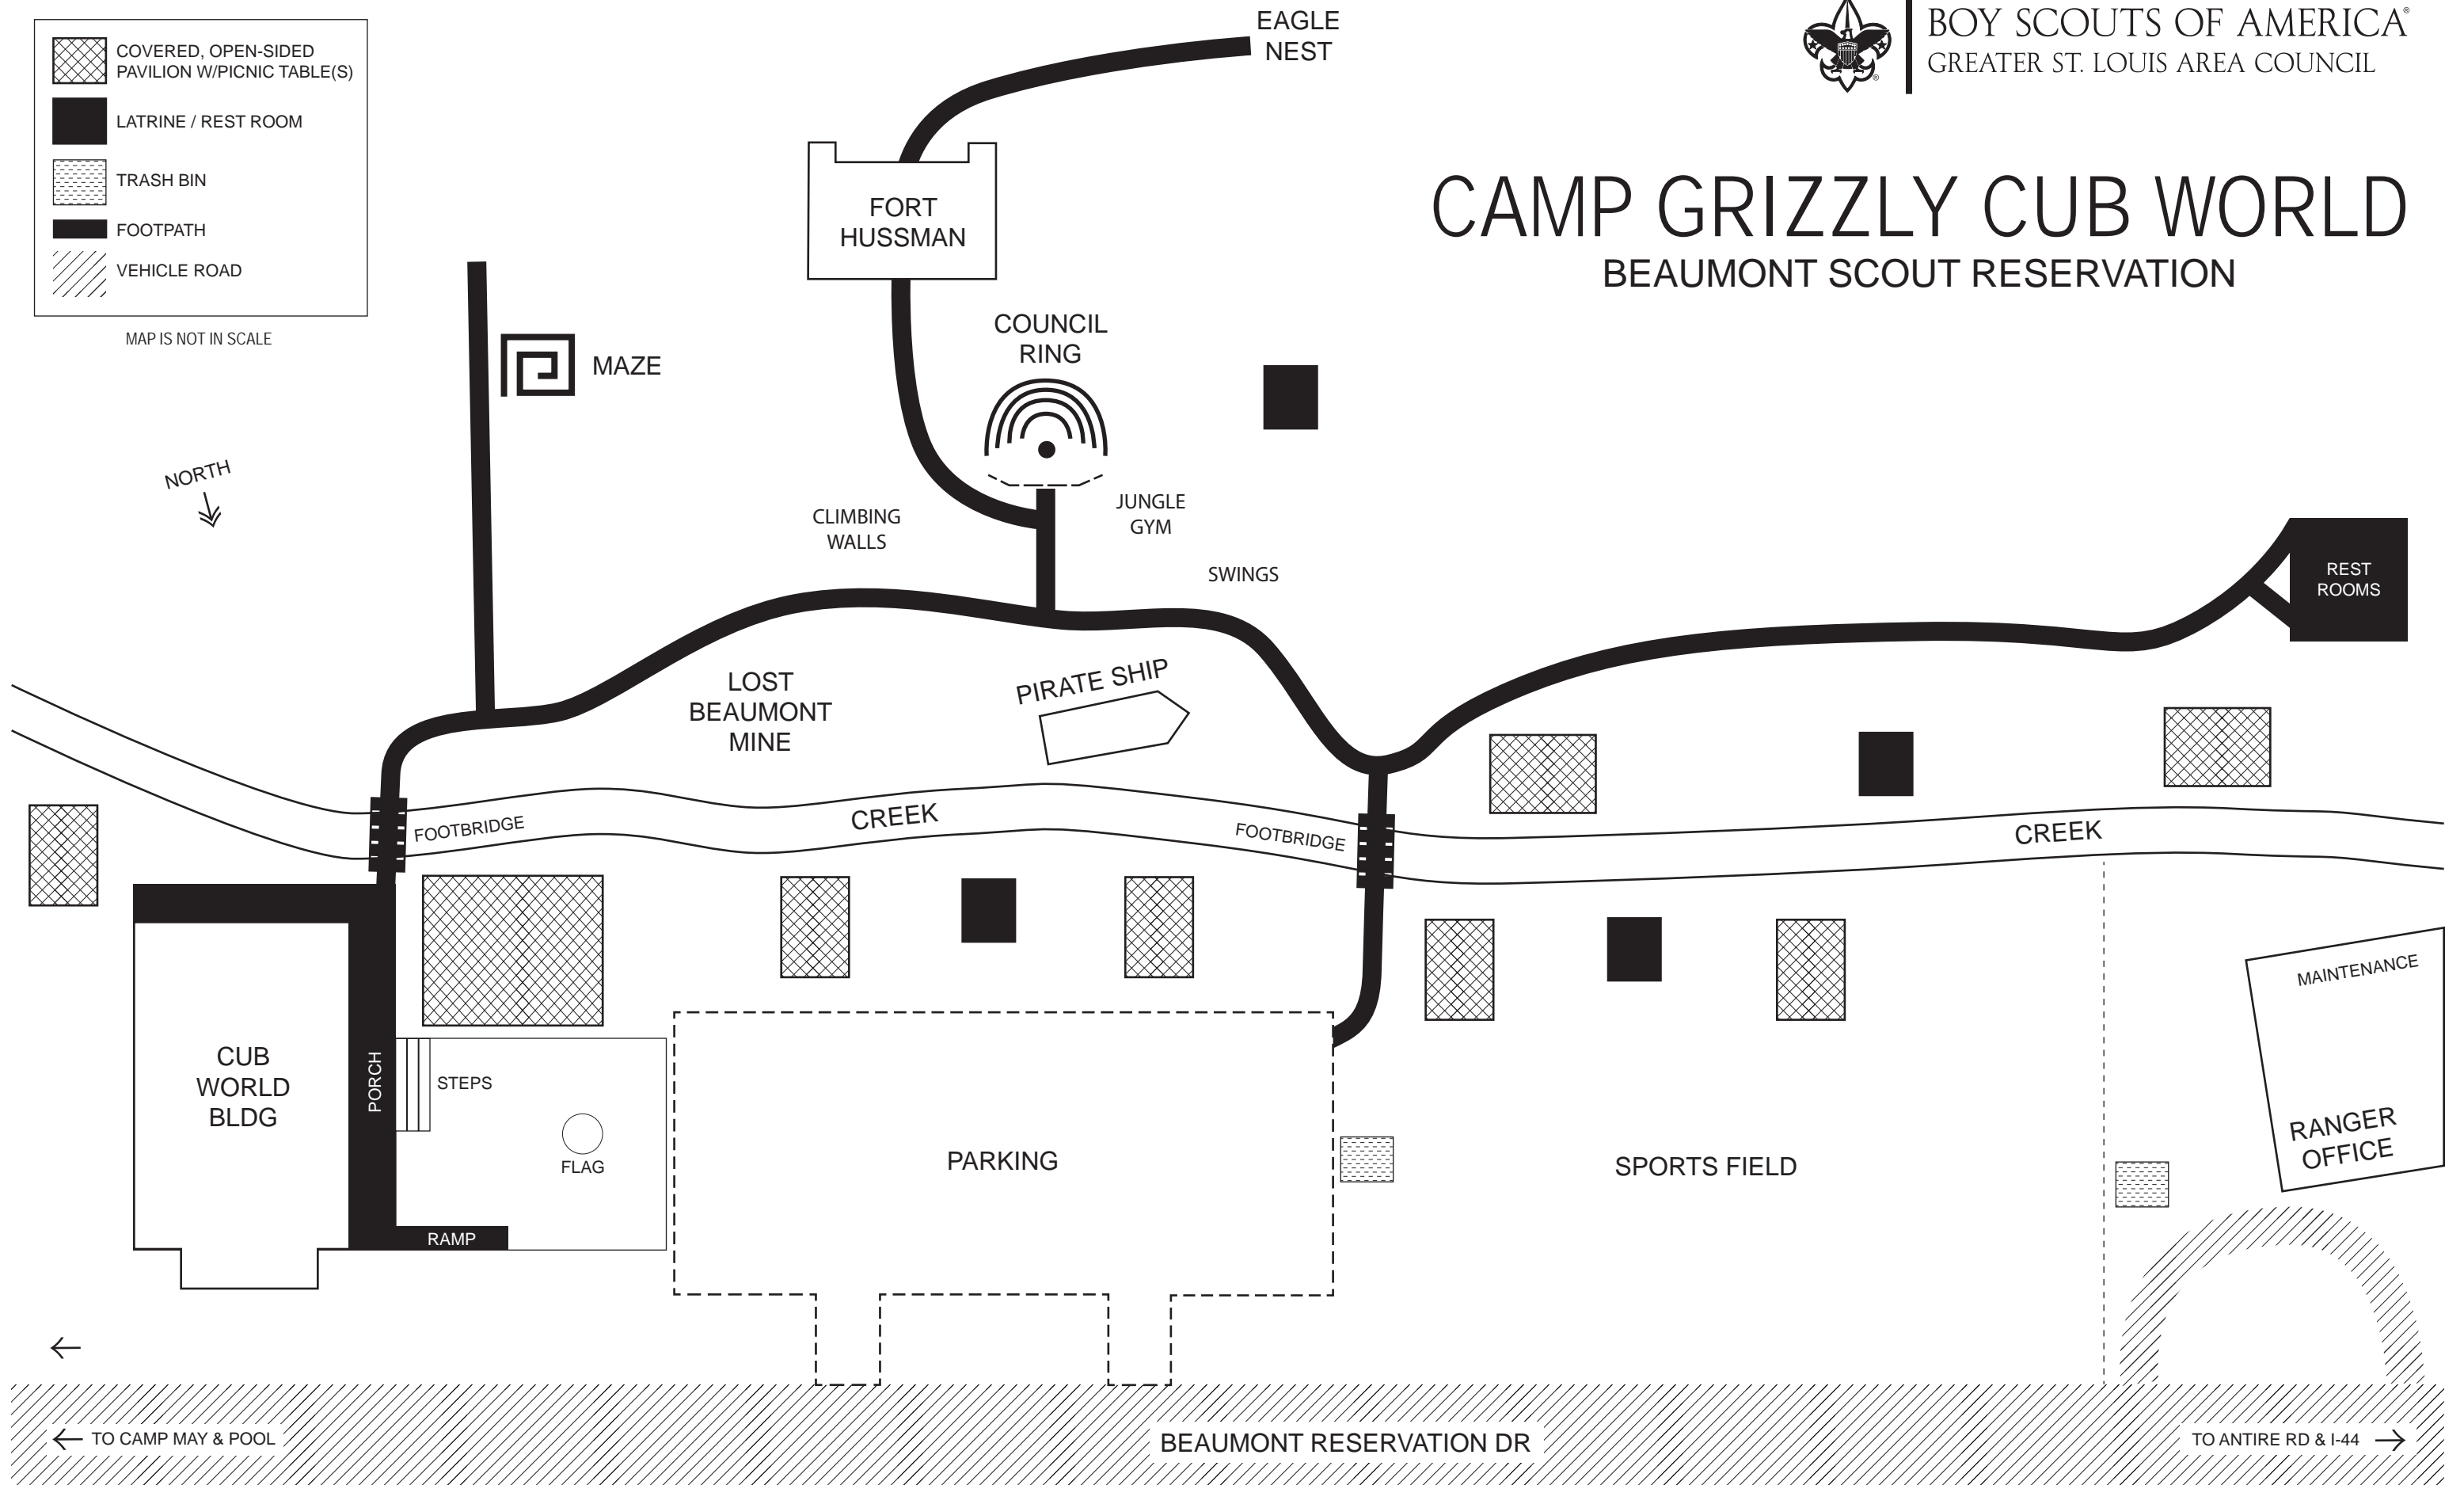 COVERED, OPEN-SIDED
PAVILION W/PICNIC TABLE(S)
LATRINE / REST ROOM
TRASH BIN
FOOTPATH
VEHICLE ROAD
MAP IS NOT IN SCALE
EAGLE
NEST
BOY SCOUTS OF AMERICA®
GREATER ST. LOUIS AREA COUNCIL
®
CAMP GRIZZLY CUB WORLD
BEAUMONT SCOUT RESERVATION
FORT
HUSSMAN
COUNCIL
RING
MAZE
NORTH
CLIMBING
WALLS
JUNGLE
GYM
SWINGS
REST
ROOMS
LOST
BEAUMONT
MINE
PIRATE SHIP
FOOTBRIDGE
CREEK
FOOTBRIDGE
CREEK
MAINTENANCE
RANGER
OFFICE
CUB
WORLD
BLDG
PORCH
STEPS
FLAG
RAMP
PARKING
SPORTS FIELD
← TO CAMP MAY & POOL
BEAUMONT RESERVATION DR
TO ANTIRE RD & I-44 →